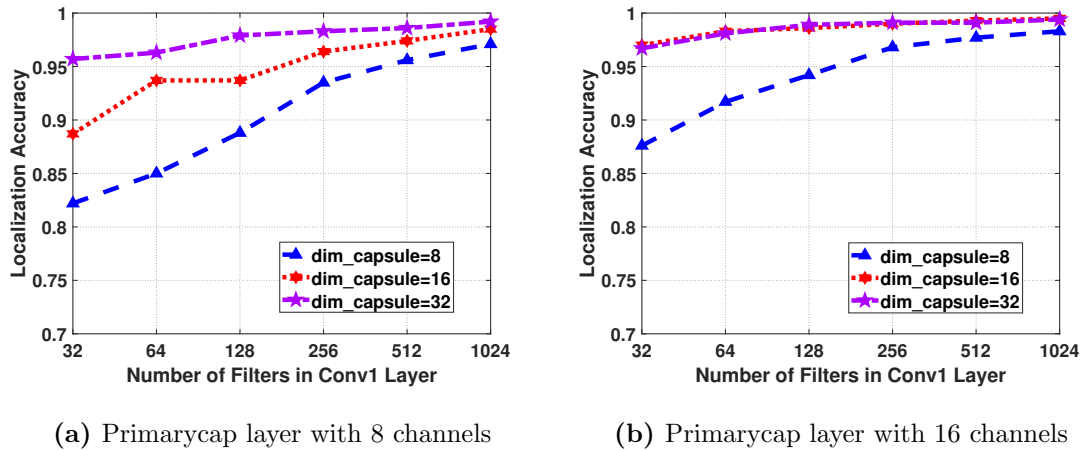 1
0.95
0.9
0.85
0.8
0.75
0.7
Localization Accuracy
32 64 128 256 512 1024
Number of Filters in Conv1 Layer
dim_capsule=8
dim_capsule=16
dim_capsule=32
(a) Primarycap layer with 8 channels
1
0.95
0.9
0.85
0.8
0.75
0.7
Localization Accuracy
32 64 128 256 512 1024
Number of Filters in Conv1 Layer
dim_capsule=8
dim_capsule=16
dim_capsule=32
(b) Primarycap layer with 16 channels